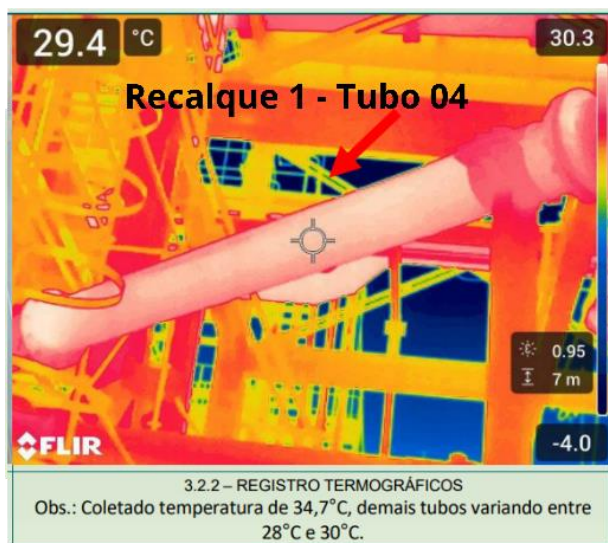 29.4 °C
30.3
Recalque 1 - Tubo 04
0.95
7 m
FLIR
-4.0
3.2.2 – REGISTRO TERMOGRÁFICOS
Obs.: Coletado temperatura de 34,7°C, demais tubos variando entre
28°C e 30°C.